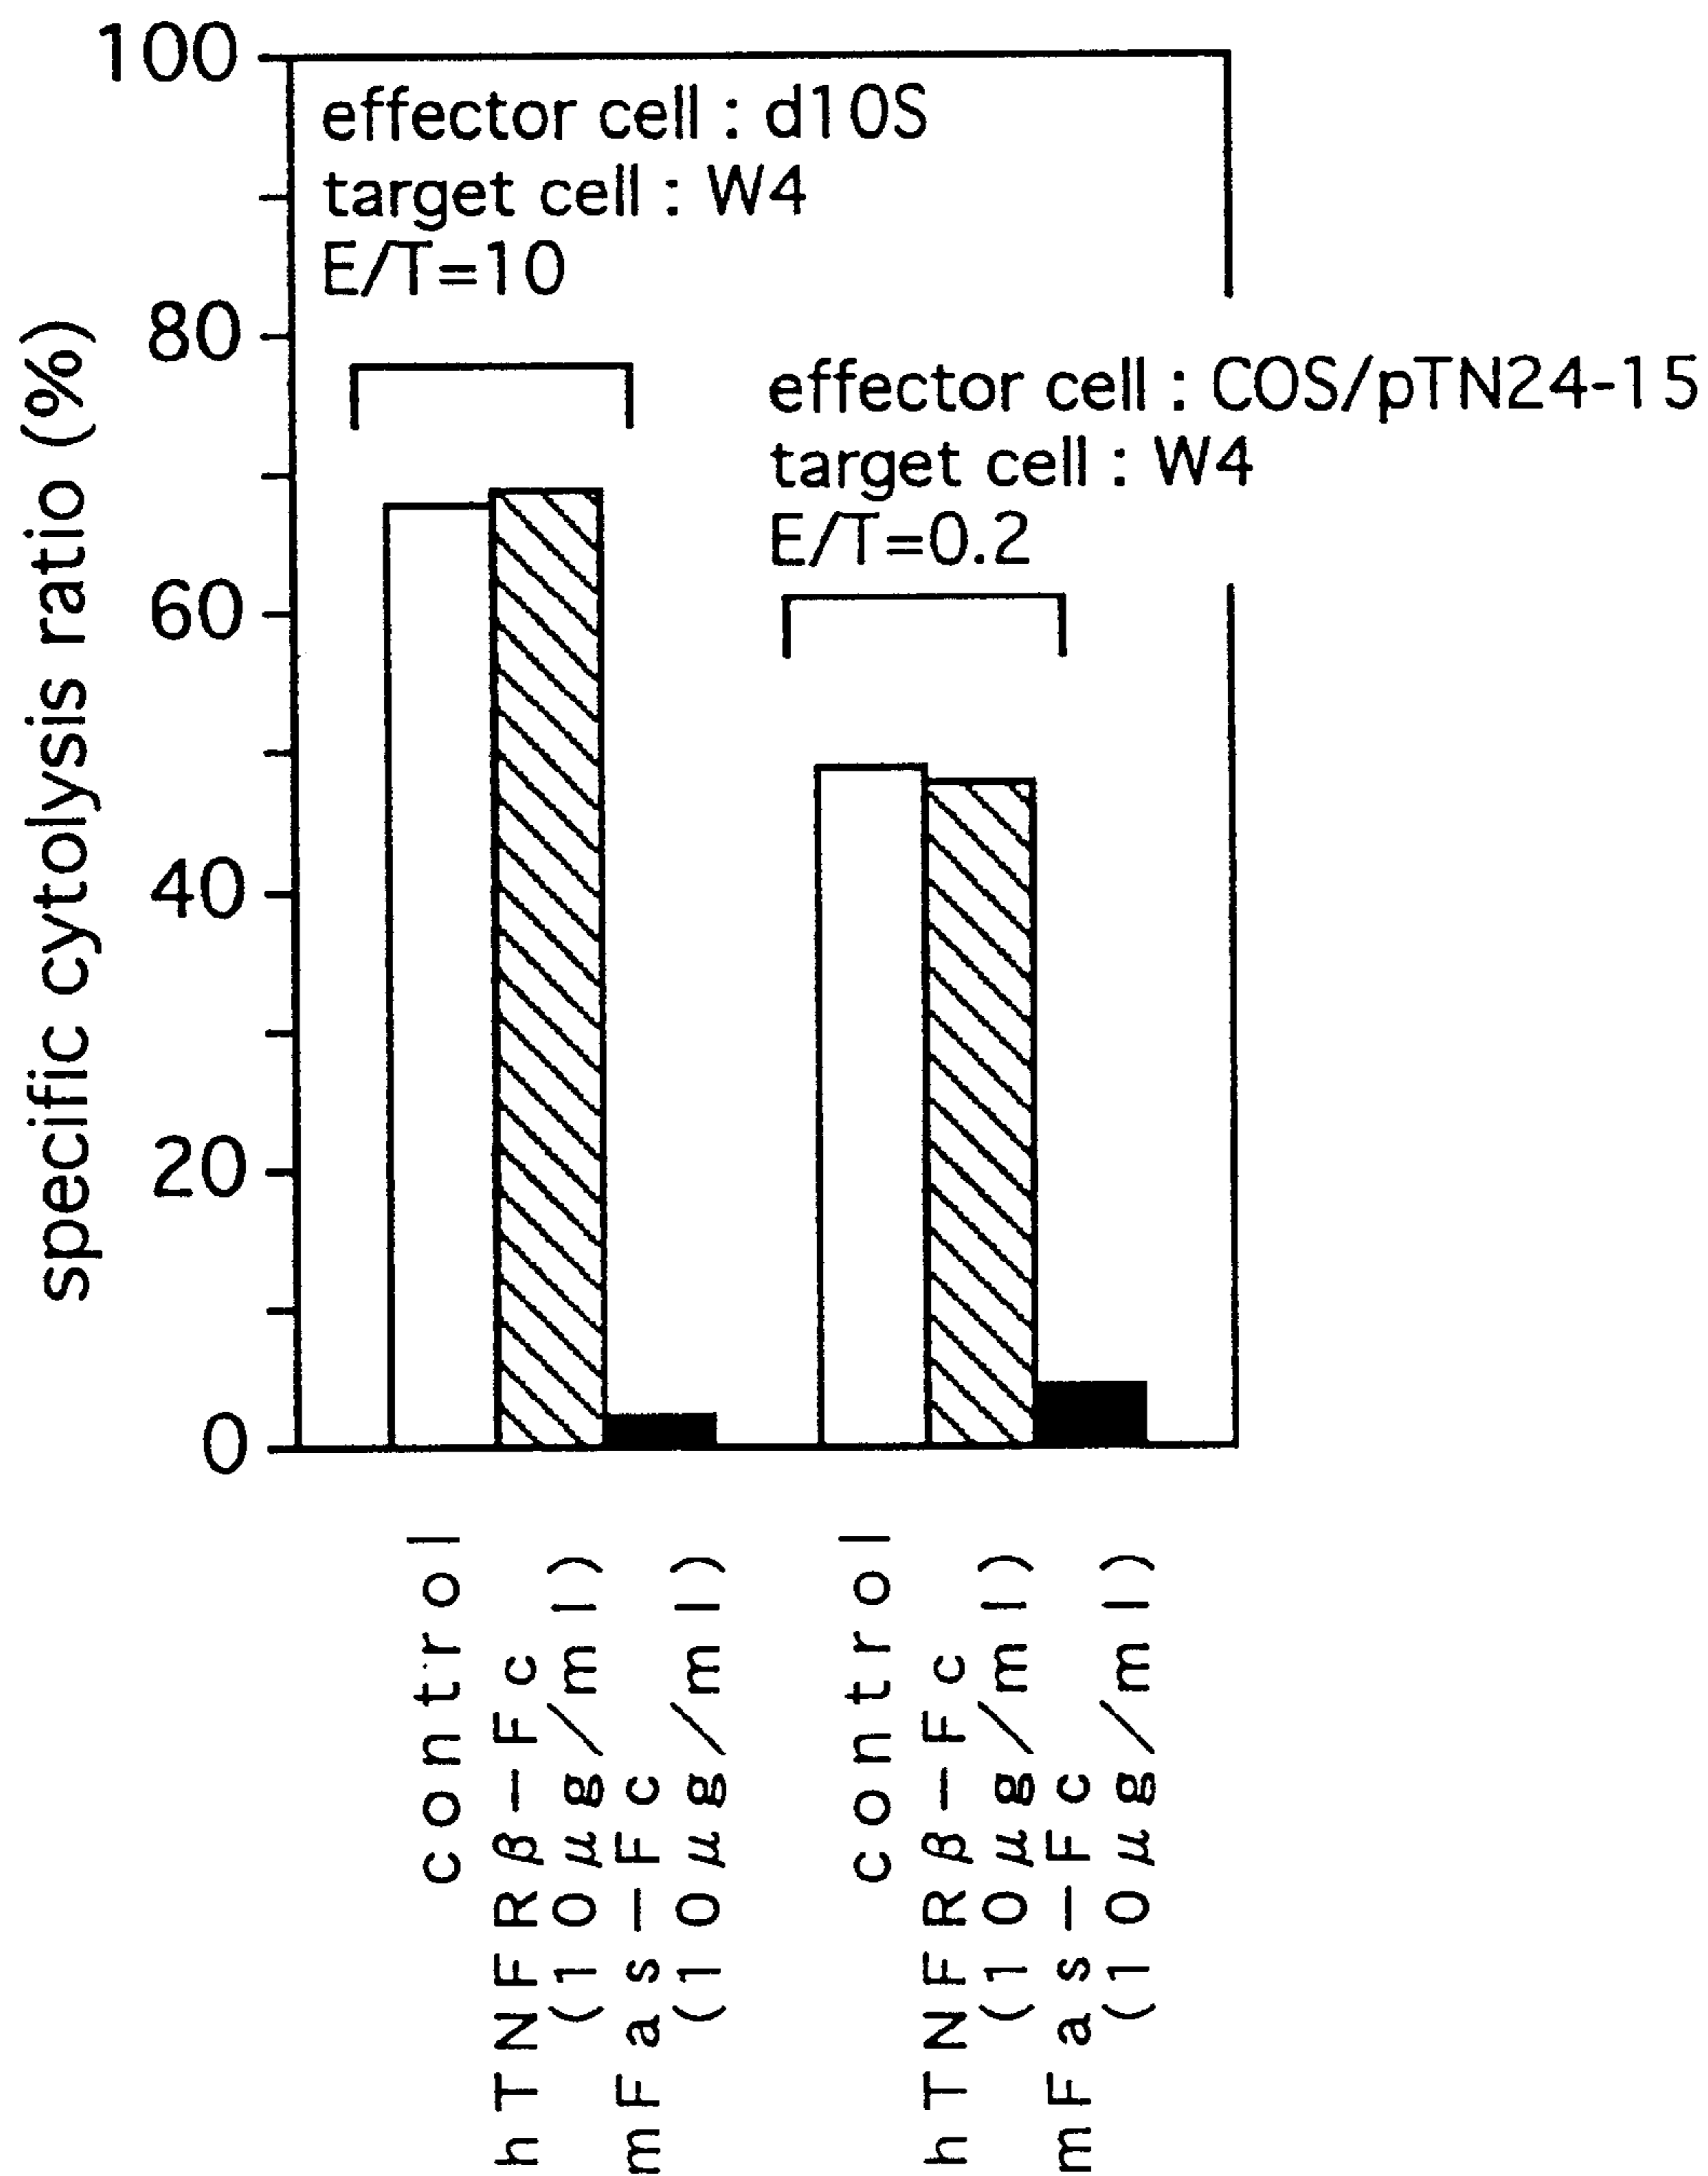 specific cytolysis ratio (%)
100
80
60
40
20
0
effector cell : d10S
target cell : W4
E/T=10
effector cell : COS/pTN24-15
target cell : W4
E/T=0.2
control
hTNFRβ-Fc
(10μg/ml)
mFas-Fc
(10μg/ml)
control
hTNFRβ-Fc
(10μg/ml)
mFas-Fc
(10μg/ml)